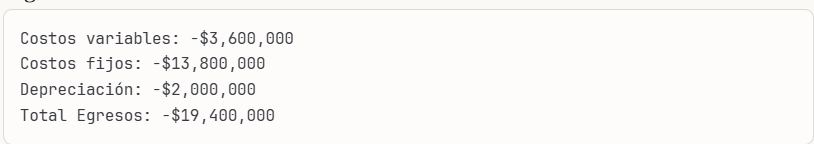 Costos variables: -$3,600,000
Costos fijos: -$13,800,000
Depreciación: -$2,000,000
Total Egresos: -$19,400,000